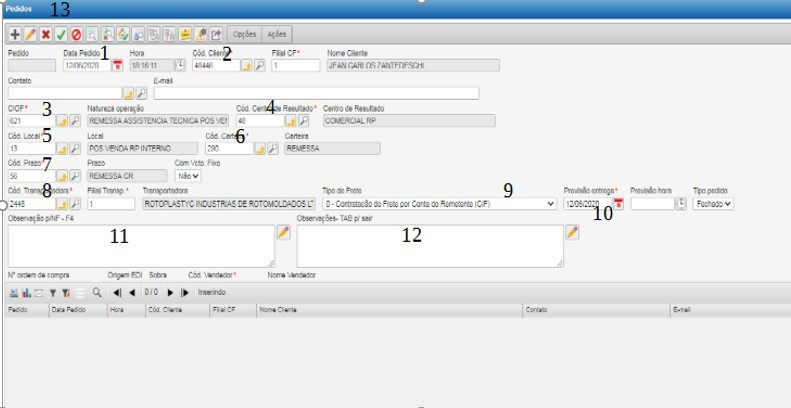 Pedidos 13
Opções Ações
Pedido Data Pedido 1 Hora Cód. Cliente* 2 Filial CF* Nome Cliente
12/06/2020 18:16:11 46446 1 JEAN CARLOS ZANTEDESCHI
Contato E-mail
CIOF* 3 Natureza operação Cód. Centro de Resultado* 4 Centro de Resultado
621 REMESSA ASSISTENCIA TECNICA POS VEN 46 COMERCIAL RP
Cód. Local* 5 Local Cód. Carteira* 6 Carteira
13 POS VENDA RP INTERNO 290 REMESSA
Cód. Prazo* 7 Prazo Com Vcto. Fixo
56 REMESSA CR Não
Cód. Transportadora* 8 Filial Transp.* Transportadora Tipo de Frete 9 Previsão entrega* Previsão hora Tipo pedido
2448 1 ROTOPLASTYC INDUSTRIAS DE ROTOMOLDADOS LT 0 - Contratação do Frete por Conta do Remetente (CIF) 12/06/2020 10 Fechado
Observação p/NF - F4 Observações- TAB p/ sair
11 12
Nº ordem de compra Origem EDI Sobra Cód. Vendedor* Nome Vendedor
0 / 0 Inserindo
Pedido Data Pedido Hora Cód. Cliente Filial CF Nome Cliente Contato E-mail